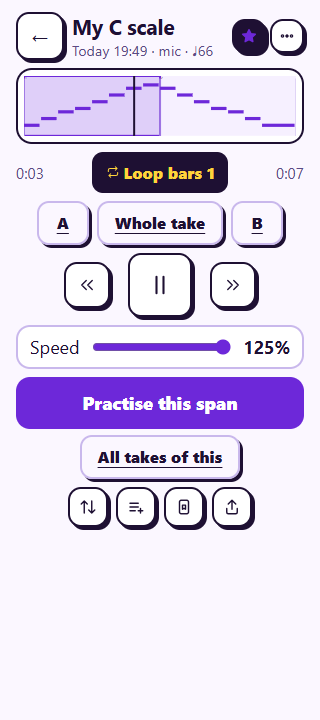 My C scale
Today 19:49 · mic · ♩66
0:03
Loop bars 1
0:07
A
Whole take
B
Speed
125%
Practise this span
All takes of this